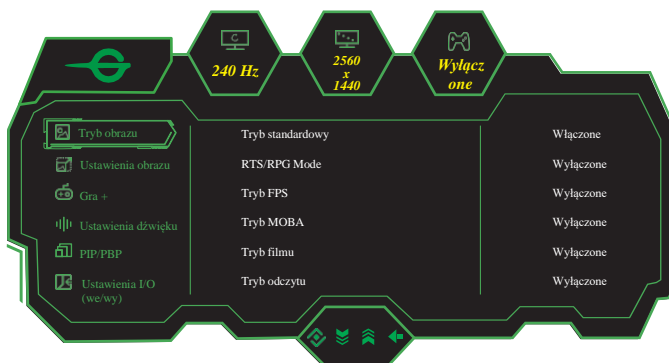 240 Hz
2560
x
1440
Wyłącz
one
Tryb obrazu
Tryb standardowy
Włączone
Ustawienia obrazu
RTS/RPG Mode
Wyłączone
Gra +
Tryb FPS
Wyłączone
Ustawienia dźwięku
Tryb MOBA
Wyłączone
PIP/PBP
Tryb filmu
Wyłączone
Ustawienia I/O
(we/wy)
Tryb odczytu
Wyłączone